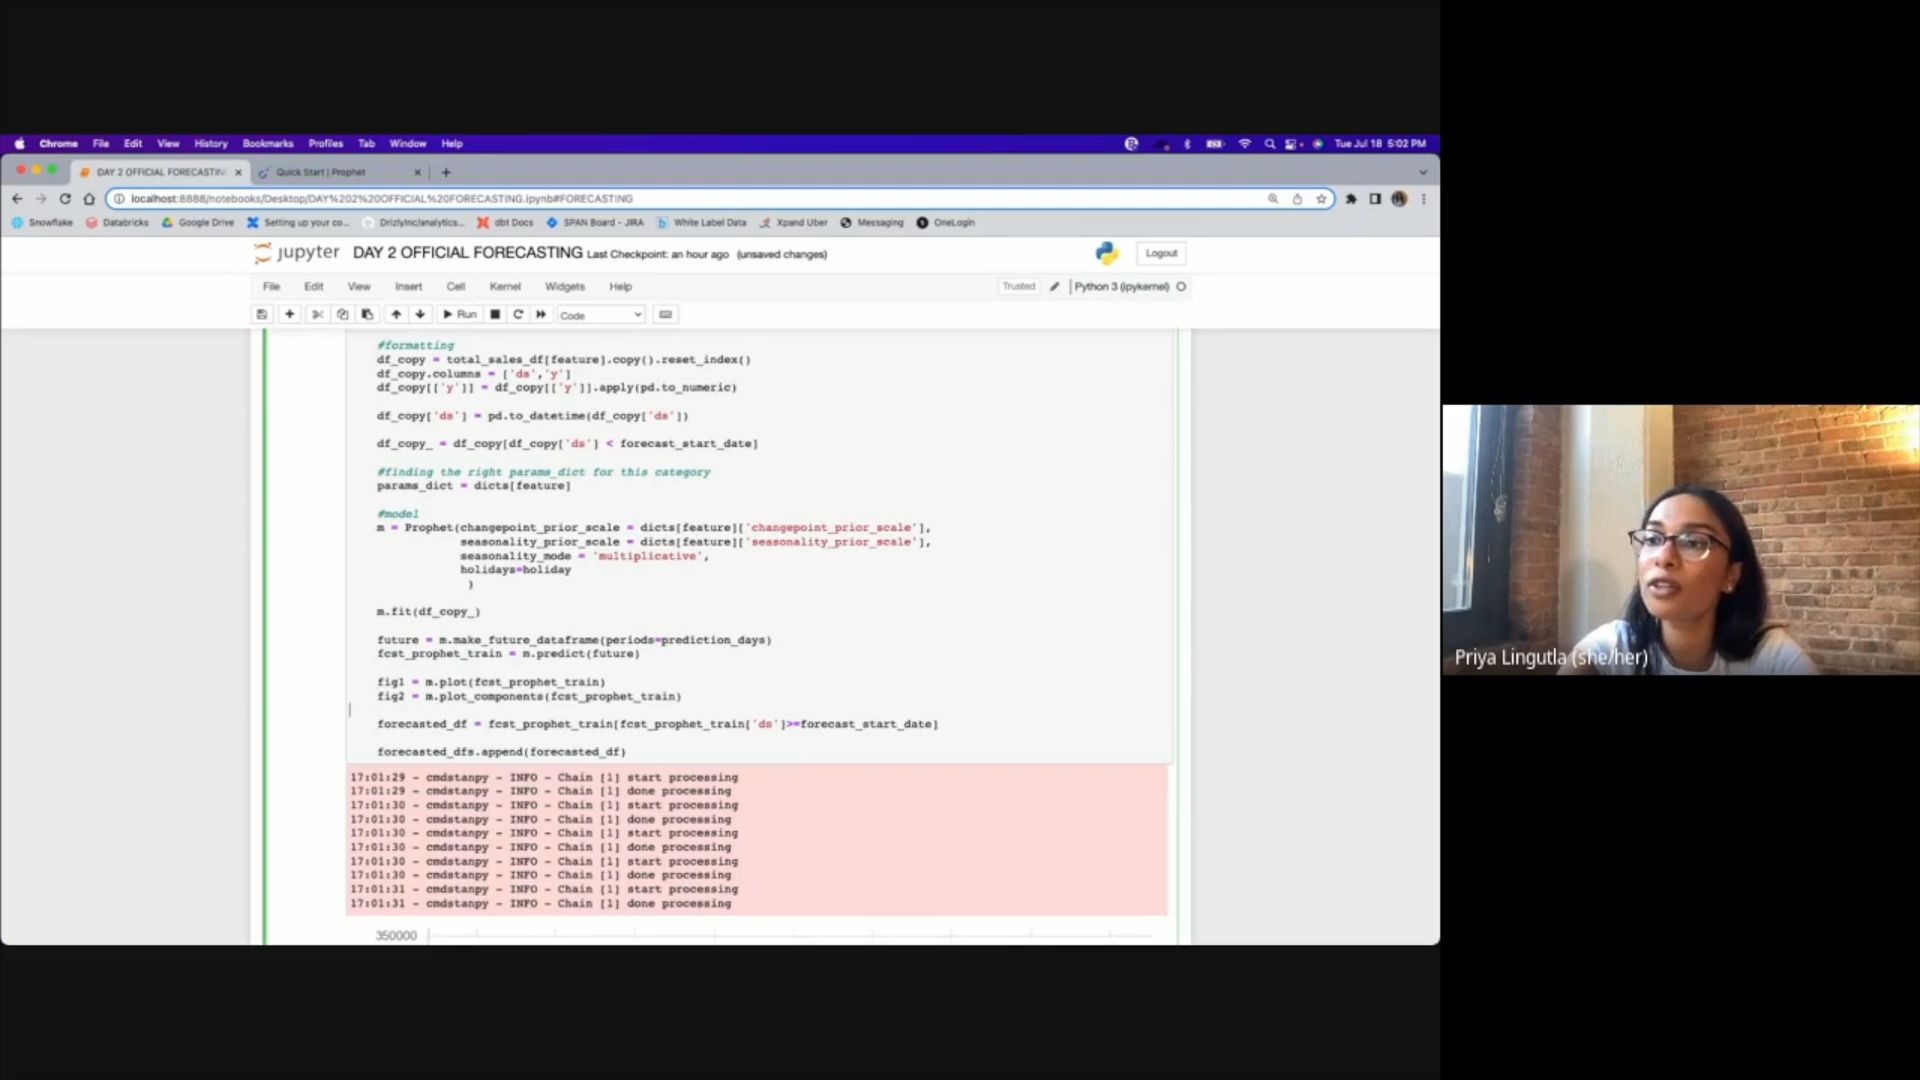 Chrome File Edit View History Bookmarks Profiles Tab Window Help Tue Jul 18 5:02 PM
DAY 2 OFFICIAL FORECASTIN Quick Start | Prophet
localhost:8888/notebooks/Desktop/DAY%202%20OFFICIAL%20FORECASTING.ipynb#FORECASTING
Snowflake Databricks Google Drive Setting up your co... DrizlyInc/analytics... dbt Docs SPAN Board - JIRA White Label Data Xpand Uber Messaging OneLogin
jupyter DAY 2 OFFICIAL FORECASTING Last Checkpoint: an hour ago (unsaved changes) Logout
File Edit View Insert Cell Kernel Widgets Help Trusted Python 3 (ipykernel)
Run Code
#formatting
df_copy = total_sales_df[feature].copy().reset_index()
df_copy.columns = ['ds','y']
df_copy[['y']] = df_copy[['y']].apply(pd.to_numeric)
df_copy['ds'] = pd.to_datetime(df_copy['ds'])
df_copy_ = df_copy[df_copy['ds'] < forecast_start_date]
#finding the right params_dict for this category
params_dict = dicts[feature]
#model
m = Prophet(changepoint_prior_scale = dicts[feature]['changepoint_prior_scale'],
seasonality_prior_scale = dicts[feature]['seasonality_prior_scale'],
seasonality_mode = 'multiplicative',
holidays=holiday
)
m.fit(df_copy_)
future = m.make_future_dataframe(periods=prediction_days)
fcst_prophet_train = m.predict(future)
fig1 = m.plot(fcst_prophet_train)
fig2 = m.plot_components(fcst_prophet_train)
forecasted_df = fcst_prophet_train[fcst_prophet_train['ds']>=forecast_start_date]
forecasted_dfs.append(forecasted_df)
17:01:29 - cmdstanpy - INFO - Chain [1] start processing
17:01:29 - cmdstanpy - INFO - Chain [1] done processing
17:01:30 - cmdstanpy - INFO - Chain [1] start processing
17:01:30 - cmdstanpy - INFO - Chain [1] done processing
17:01:30 - cmdstanpy - INFO - Chain [1] start processing
17:01:30 - cmdstanpy - INFO - Chain [1] done processing
17:01:30 - cmdstanpy - INFO - Chain [1] start processing
17:01:30 - cmdstanpy - INFO - Chain [1] done processing
17:01:31 - cmdstanpy - INFO - Chain [1] start processing
17:01:31 - cmdstanpy - INFO - Chain [1] done processing
350000
Priya Lingutla (she/her)